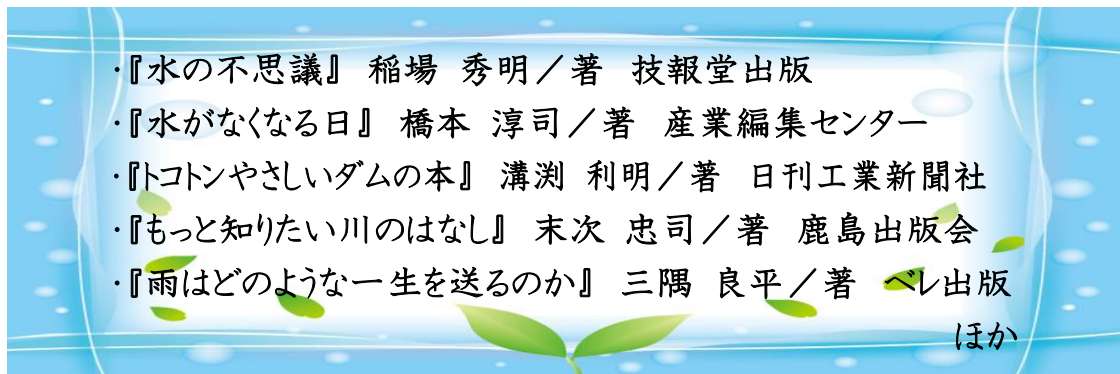 ・『水の不思議』 稲場 秀明／著 技報堂出版
・『水がなくなる日』 橋本 淳司／著 産業編集センター
・『トコトンやさしいダムの本』 溝渕 利明／著 日刊工業新聞社
・『もっと知りたい川のはなし』 末次 忠司／著 鹿島出版会
・『雨はどのような一生を送るのか』 三隅 良平／著 ベレ出版
ほか